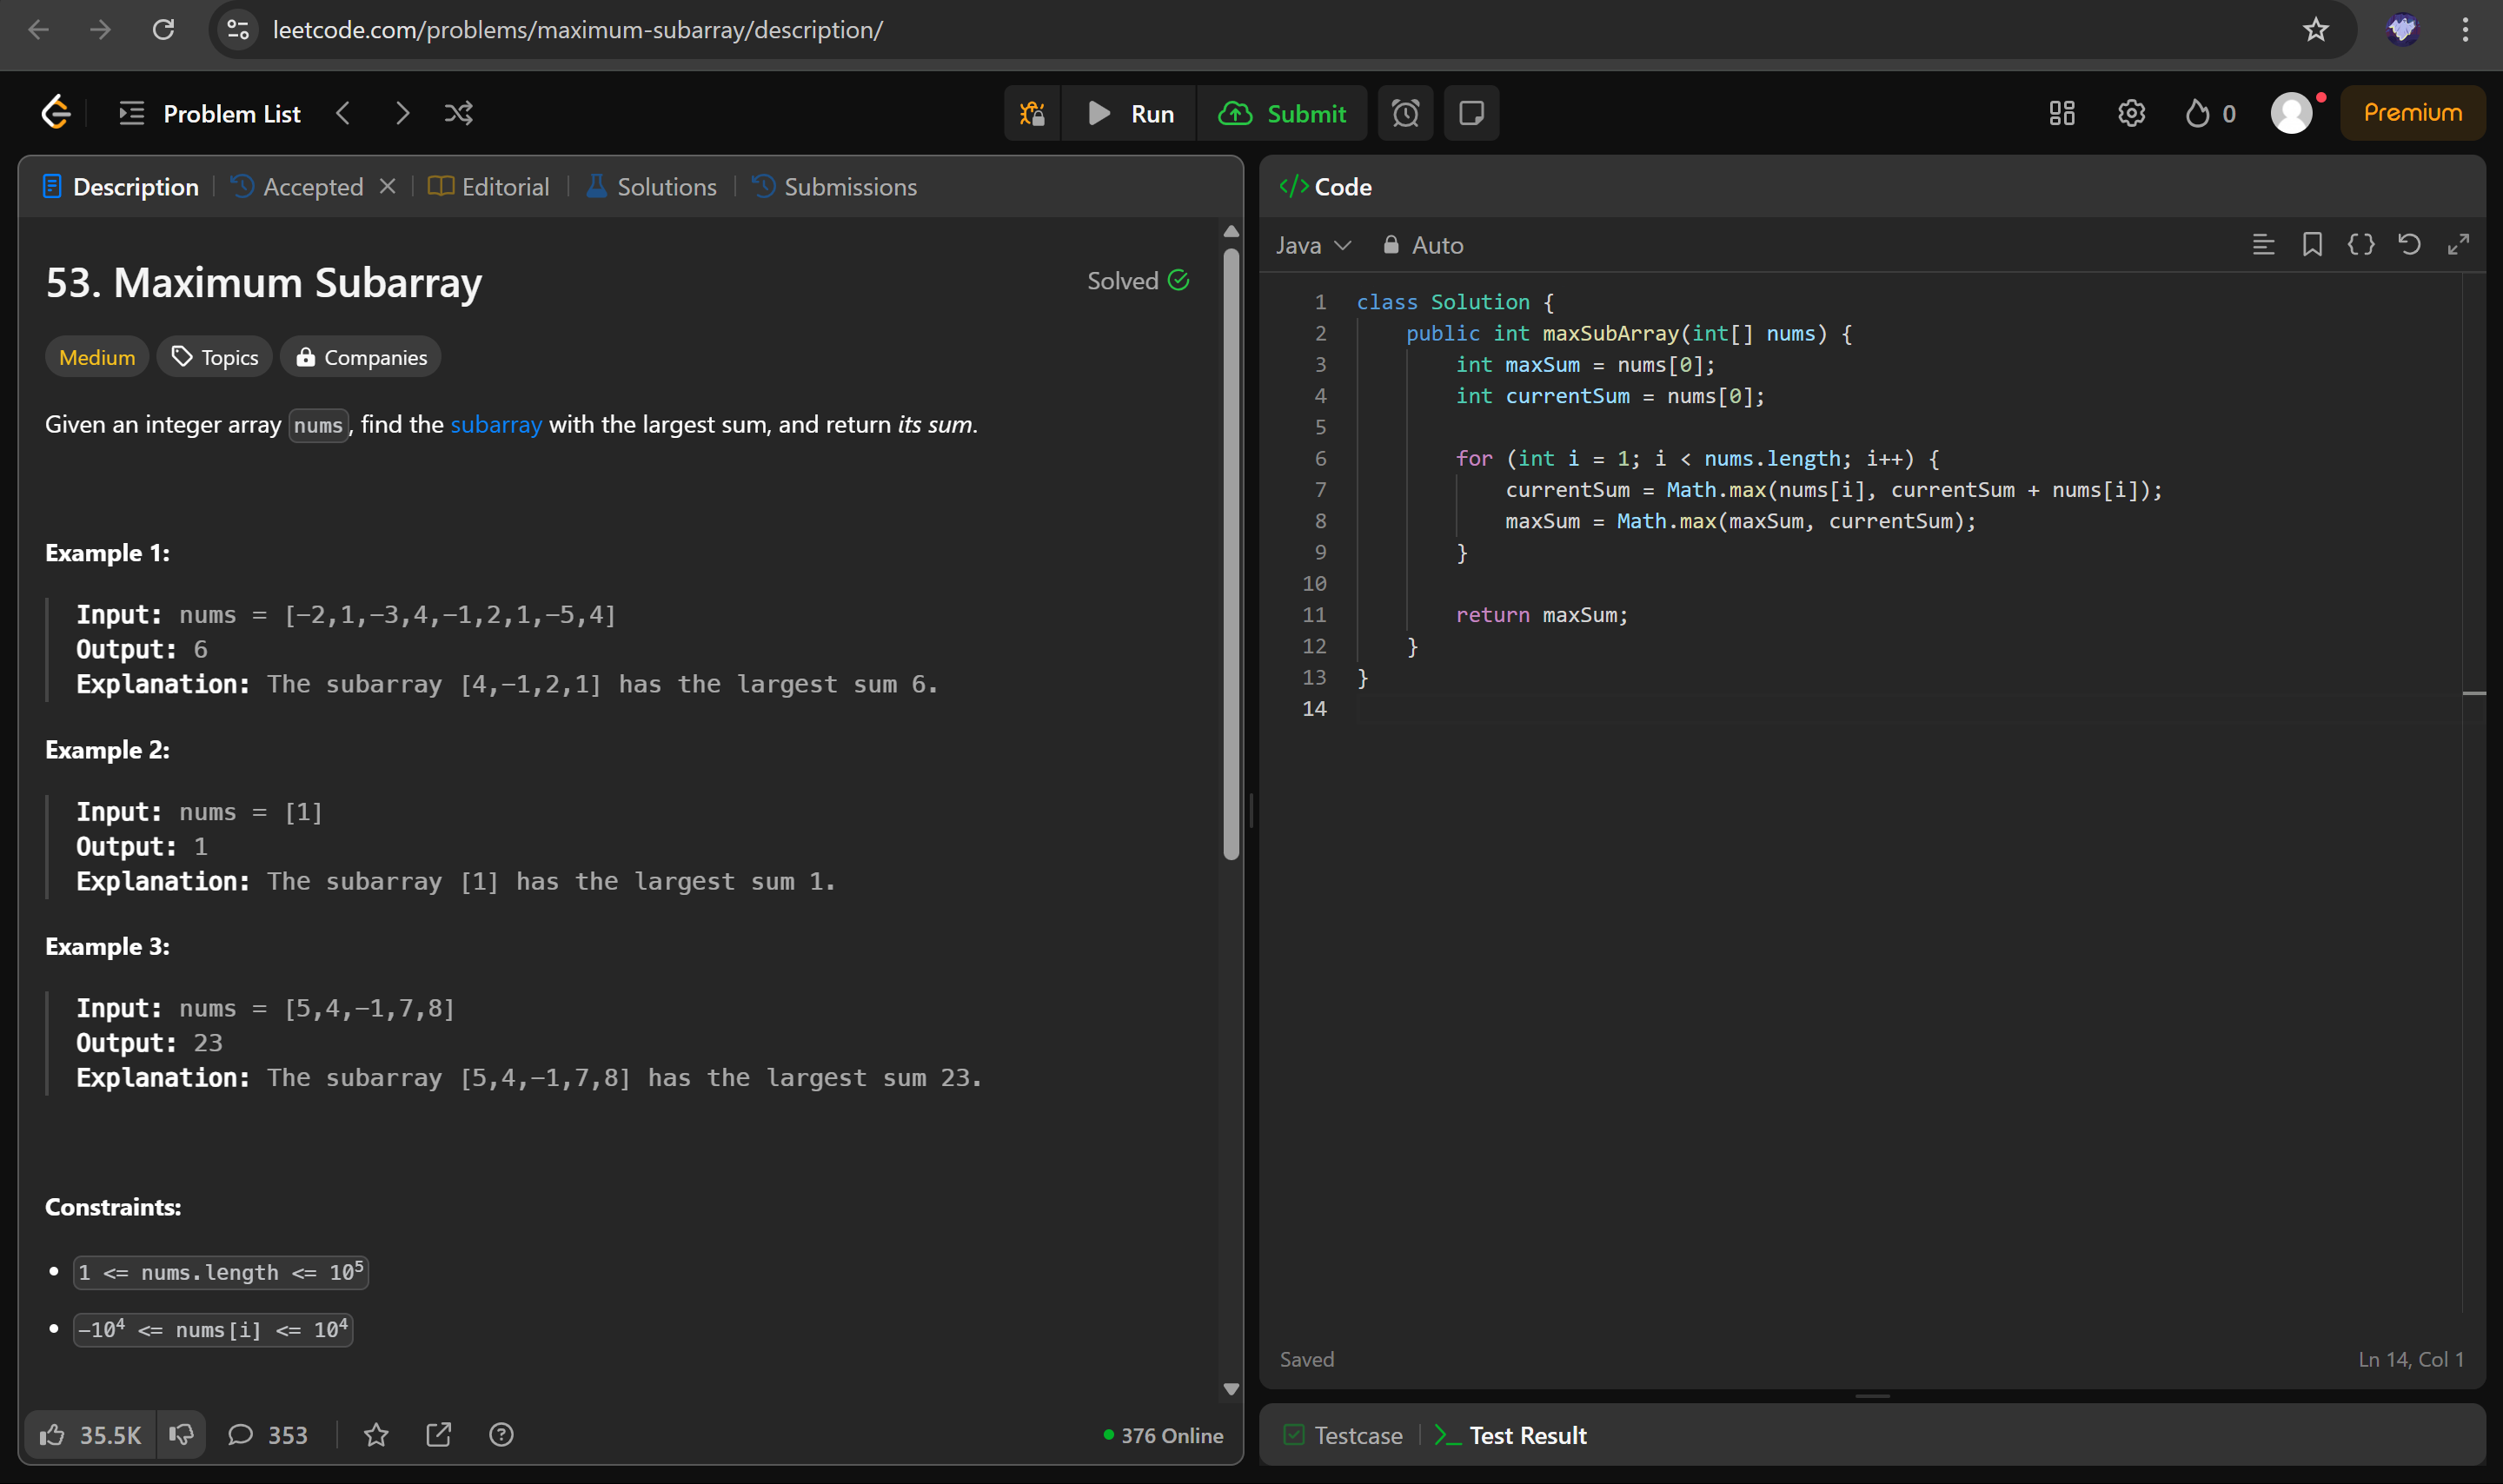 leetcode.com/problems/maximum-subarray/description/
Problem List
Run
Submit
0
Premium
Description
Accepted
Editorial
Solutions
Submissions
53. Maximum Subarray
Solved
Medium
Topics
Companies
Given an integer array nums, find the subarray with the largest sum, and return its sum.
Example 1:
Input: nums = [-2,1,-3,4,-1,2,1,-5,4]
Output: 6
Explanation: The subarray [4,-1,2,1] has the largest sum 6.
Example 2:
Input: nums = [1]
Output: 1
Explanation: The subarray [1] has the largest sum 1.
Example 3:
Input: nums = [5,4,-1,7,8]
Output: 23
Explanation: The subarray [5,4,-1,7,8] has the largest sum 23.
Constraints:
• 1 <= nums.length <= 10⁵
• -10⁴ <= nums[i] <= 10⁴
35.5K
353
376 Online
</> Code
Java
Auto
1 class Solution {
2     public int maxSubArray(int[] nums) {
3         int maxSum = nums[0];
4         int currentSum = nums[0];
5
6         for (int i = 1; i < nums.length; i++) {
7             currentSum = Math.max(nums[i], currentSum + nums[i]);
8             maxSum = Math.max(maxSum, currentSum);
9         }
10
11         return maxSum;
12     }
13 }
14
Saved
Ln 14, Col 1
Testcase
Test Result